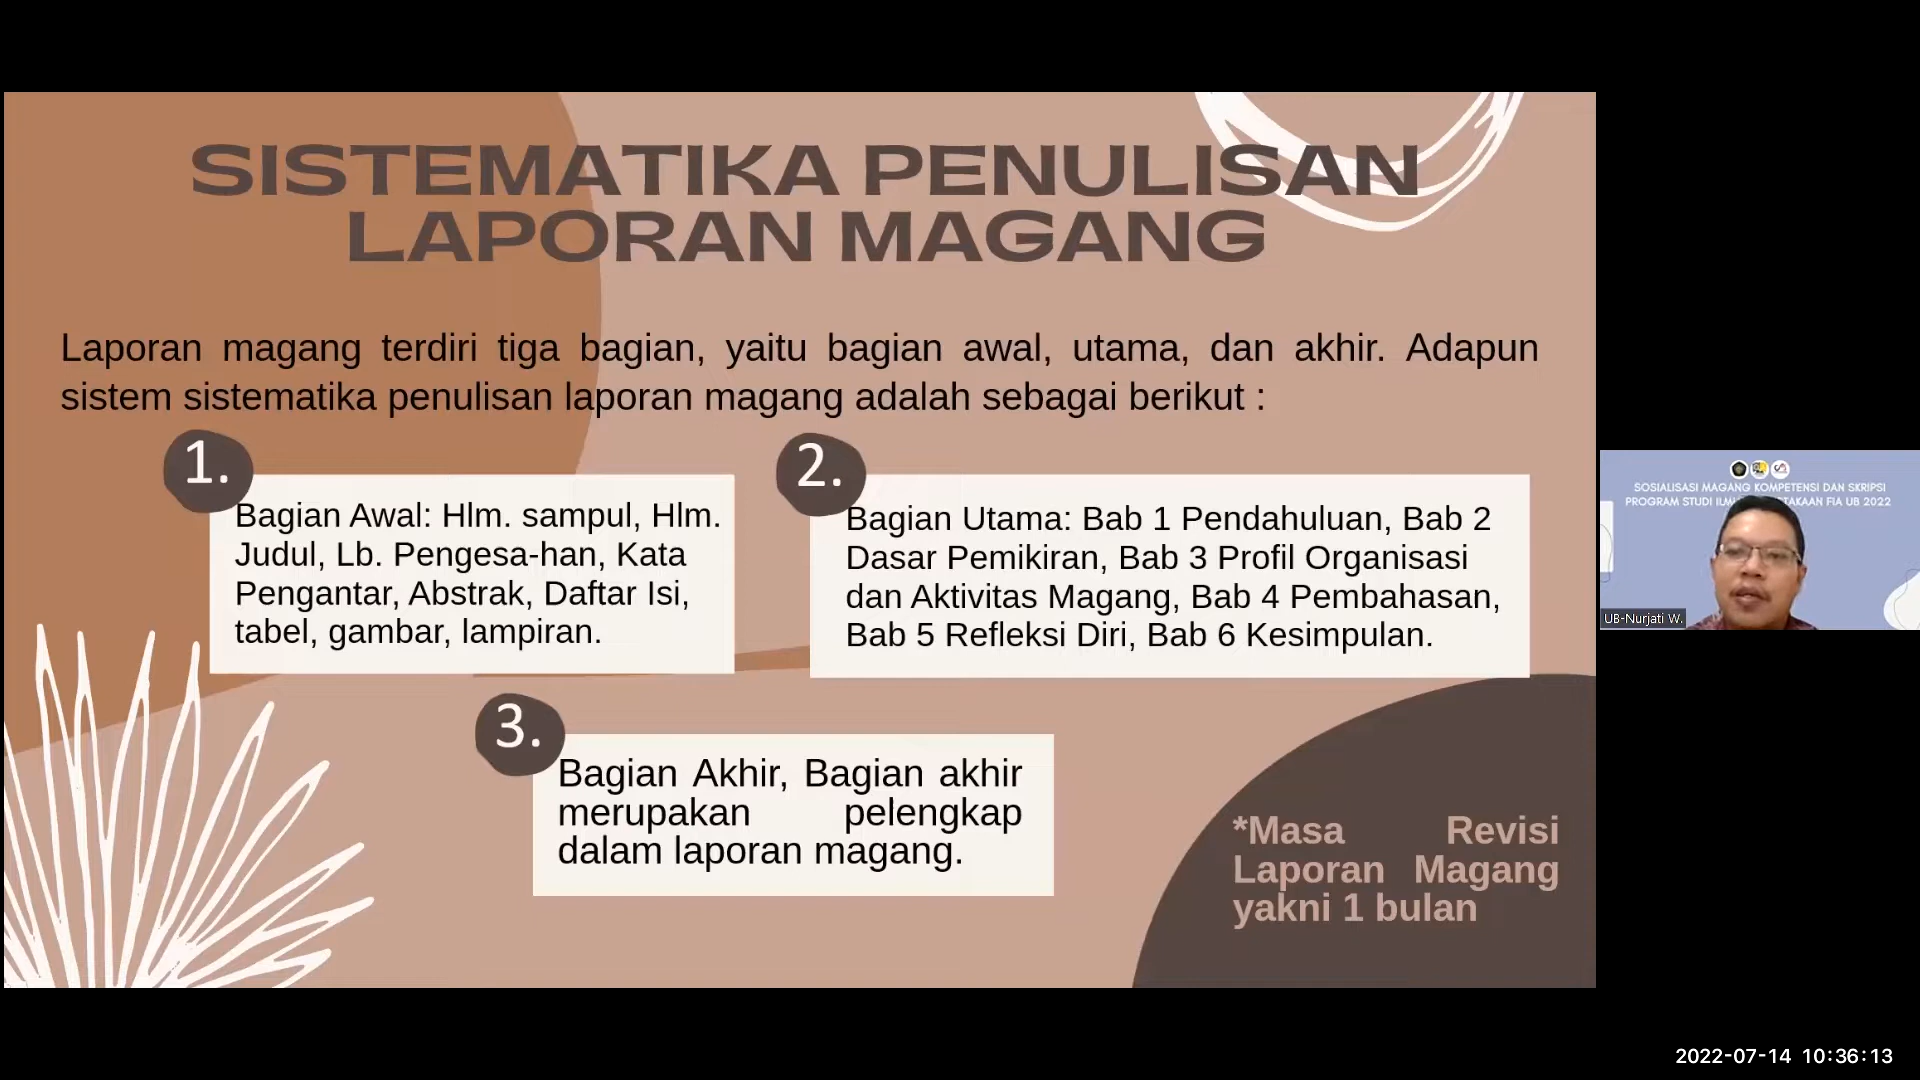 SISTEMATIKA PENULISAN
LAPORAN MAGANG
Laporan magang terdiri tiga bagian, yaitu bagian awal, utama, dan akhir. Adapun
sistem sistematika penulisan laporan magang adalah sebagai berikut :
1.
Bagian Awal: Hlm. sampul, Hlm.
Judul, Lb. Pengesa-han, Kata
Pengantar, Abstrak, Daftar Isi,
tabel, gambar, lampiran.
2.
Bagian Utama: Bab 1 Pendahuluan, Bab 2
Dasar Pemikiran, Bab 3 Profil Organisasi
dan Aktivitas Magang, Bab 4 Pembahasan,
Bab 5 Refleksi Diri, Bab 6 Kesimpulan.
3.
Bagian Akhir, Bagian akhir
merupakan pelengkap
dalam laporan magang.
*Masa Revisi
Laporan Magang
yakni 1 bulan
SOSIALISASI MAGANG KOMPETENSI DAN SKRIPSI
PROGRAM STUDI FIA UB 2022
UB-Nurjati W.
2022-07-14 10:36:13